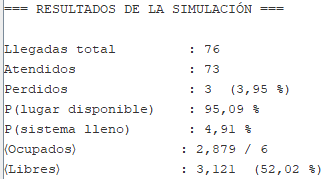 === RESULTADOS DE LA SIMULACIÓN ===
Llegadas total : 76
Atendidos : 73
Perdidos : 3 (3,95 %)
P(lugar disponible) : 95,09 %
P(sistema lleno) : 4,91 %
⟨Ocupados⟩ : 2,879 / 6
⟨Libres⟩ : 3,121 (52,02 %)